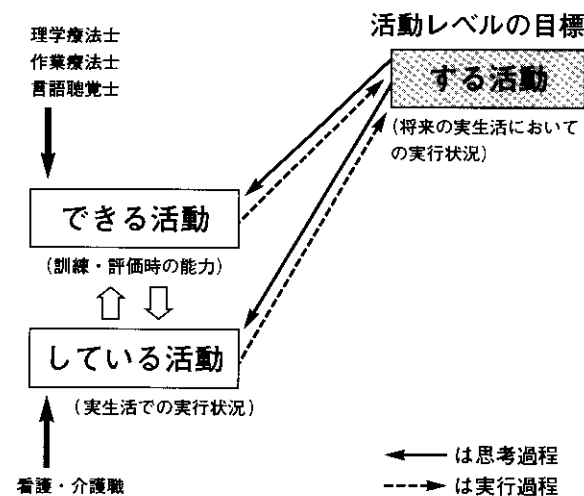 理学療法士
作業療法士
言語聴覚士
活動レベルの目標
する活動
(将来の実生活において
の実行状況)
できる活動
(訓練・評価時の能力)
している活動
(実生活での実行状況)
看護・介護職
は思考過程
は実行過程